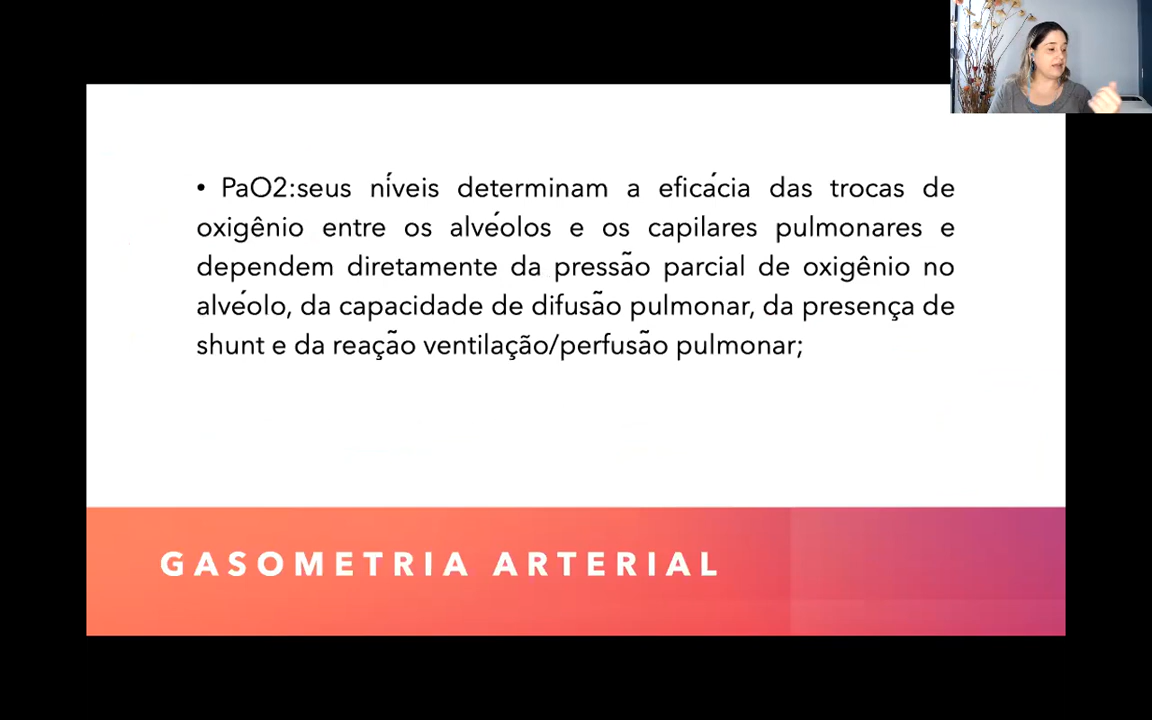 • PaO2:seus níveis determinam a eficácia das trocas de
oxigênio entre os alvéolos e os capilares pulmonares e
dependem diretamente da pressão parcial de oxigênio no
alvéolo, da capacidade de difusão pulmonar, da presença de
shunt e da reação ventilação/perfusão pulmonar;
GASOMETRIA ARTERIAL